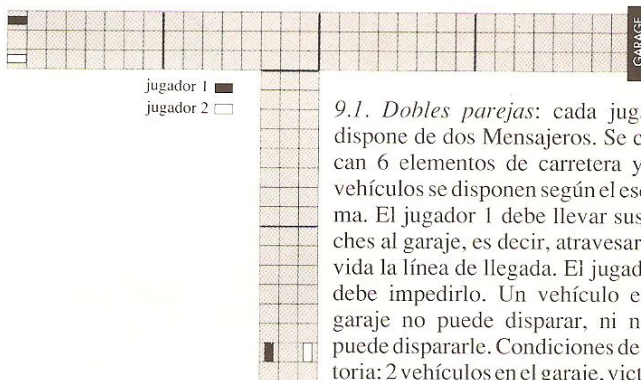 GARAGE
jugador 1
jugador 2
9.1. Dobles parejas: cada juga
dispone de dos Mensajeros. Se c
can 6 elementos de carretera y
vehículos se disponen según el es
ma. El jugador 1 debe llevar sus
ches al garaje, es decir, atravesar
vida la línea de llegada. El jugad
debe impedirlo. Un vehículo e
garaje no puede disparar, ni n
puede dispararle. Condiciones de
toria: 2 vehículos en el garaje, vict